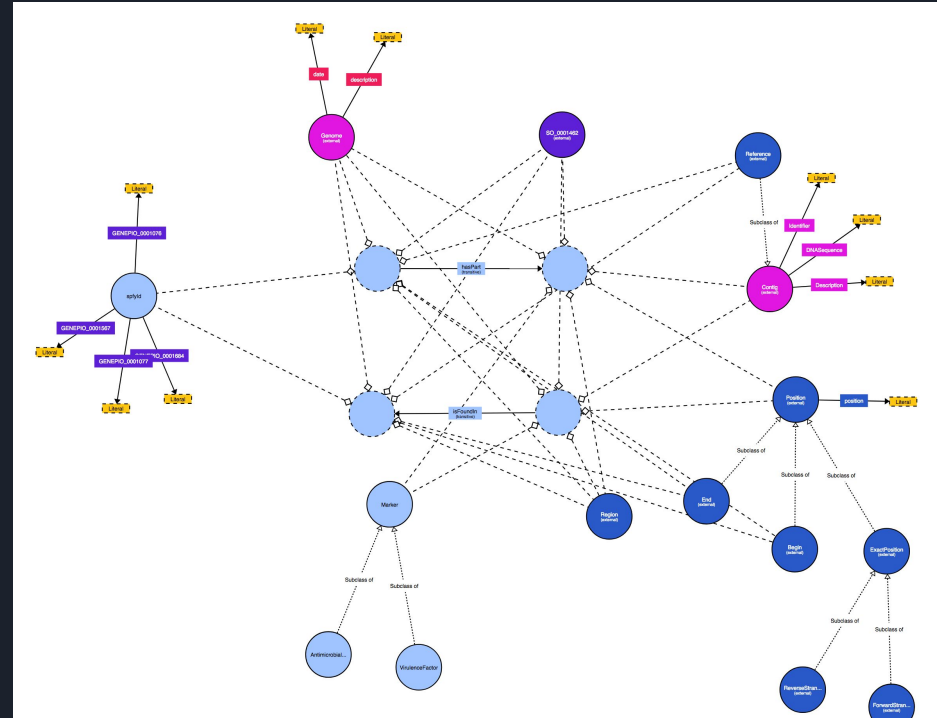 Literal
Literal
date
description
Genome
(external)
SO_0001462
(external)
Reference
(external)
Literal
Literal
Subclass of
Identifier
Literal
GENEPIO_0001076
DNASequence
hasPart
(transitive)
Contig
(external)
Description
Literal
spfyId
GENEPIO_0001567
Literal
GENEPIO_0001077
GENEPIO_0001684
Literal
Literal
Position
(external)
position
Literal
isFoundIn
(transitive)
Subclass of
Subclass of
Subclass of
Marker
End
(external)
Region
(external)
Begin
(external)
ExactPosition
(external)
Subclass of
Subclass of
Subclass of
Subclass of
Antimicrobial...
VirulenceFactor
ReverseStran...
(external)
ForwardStran...
(external)